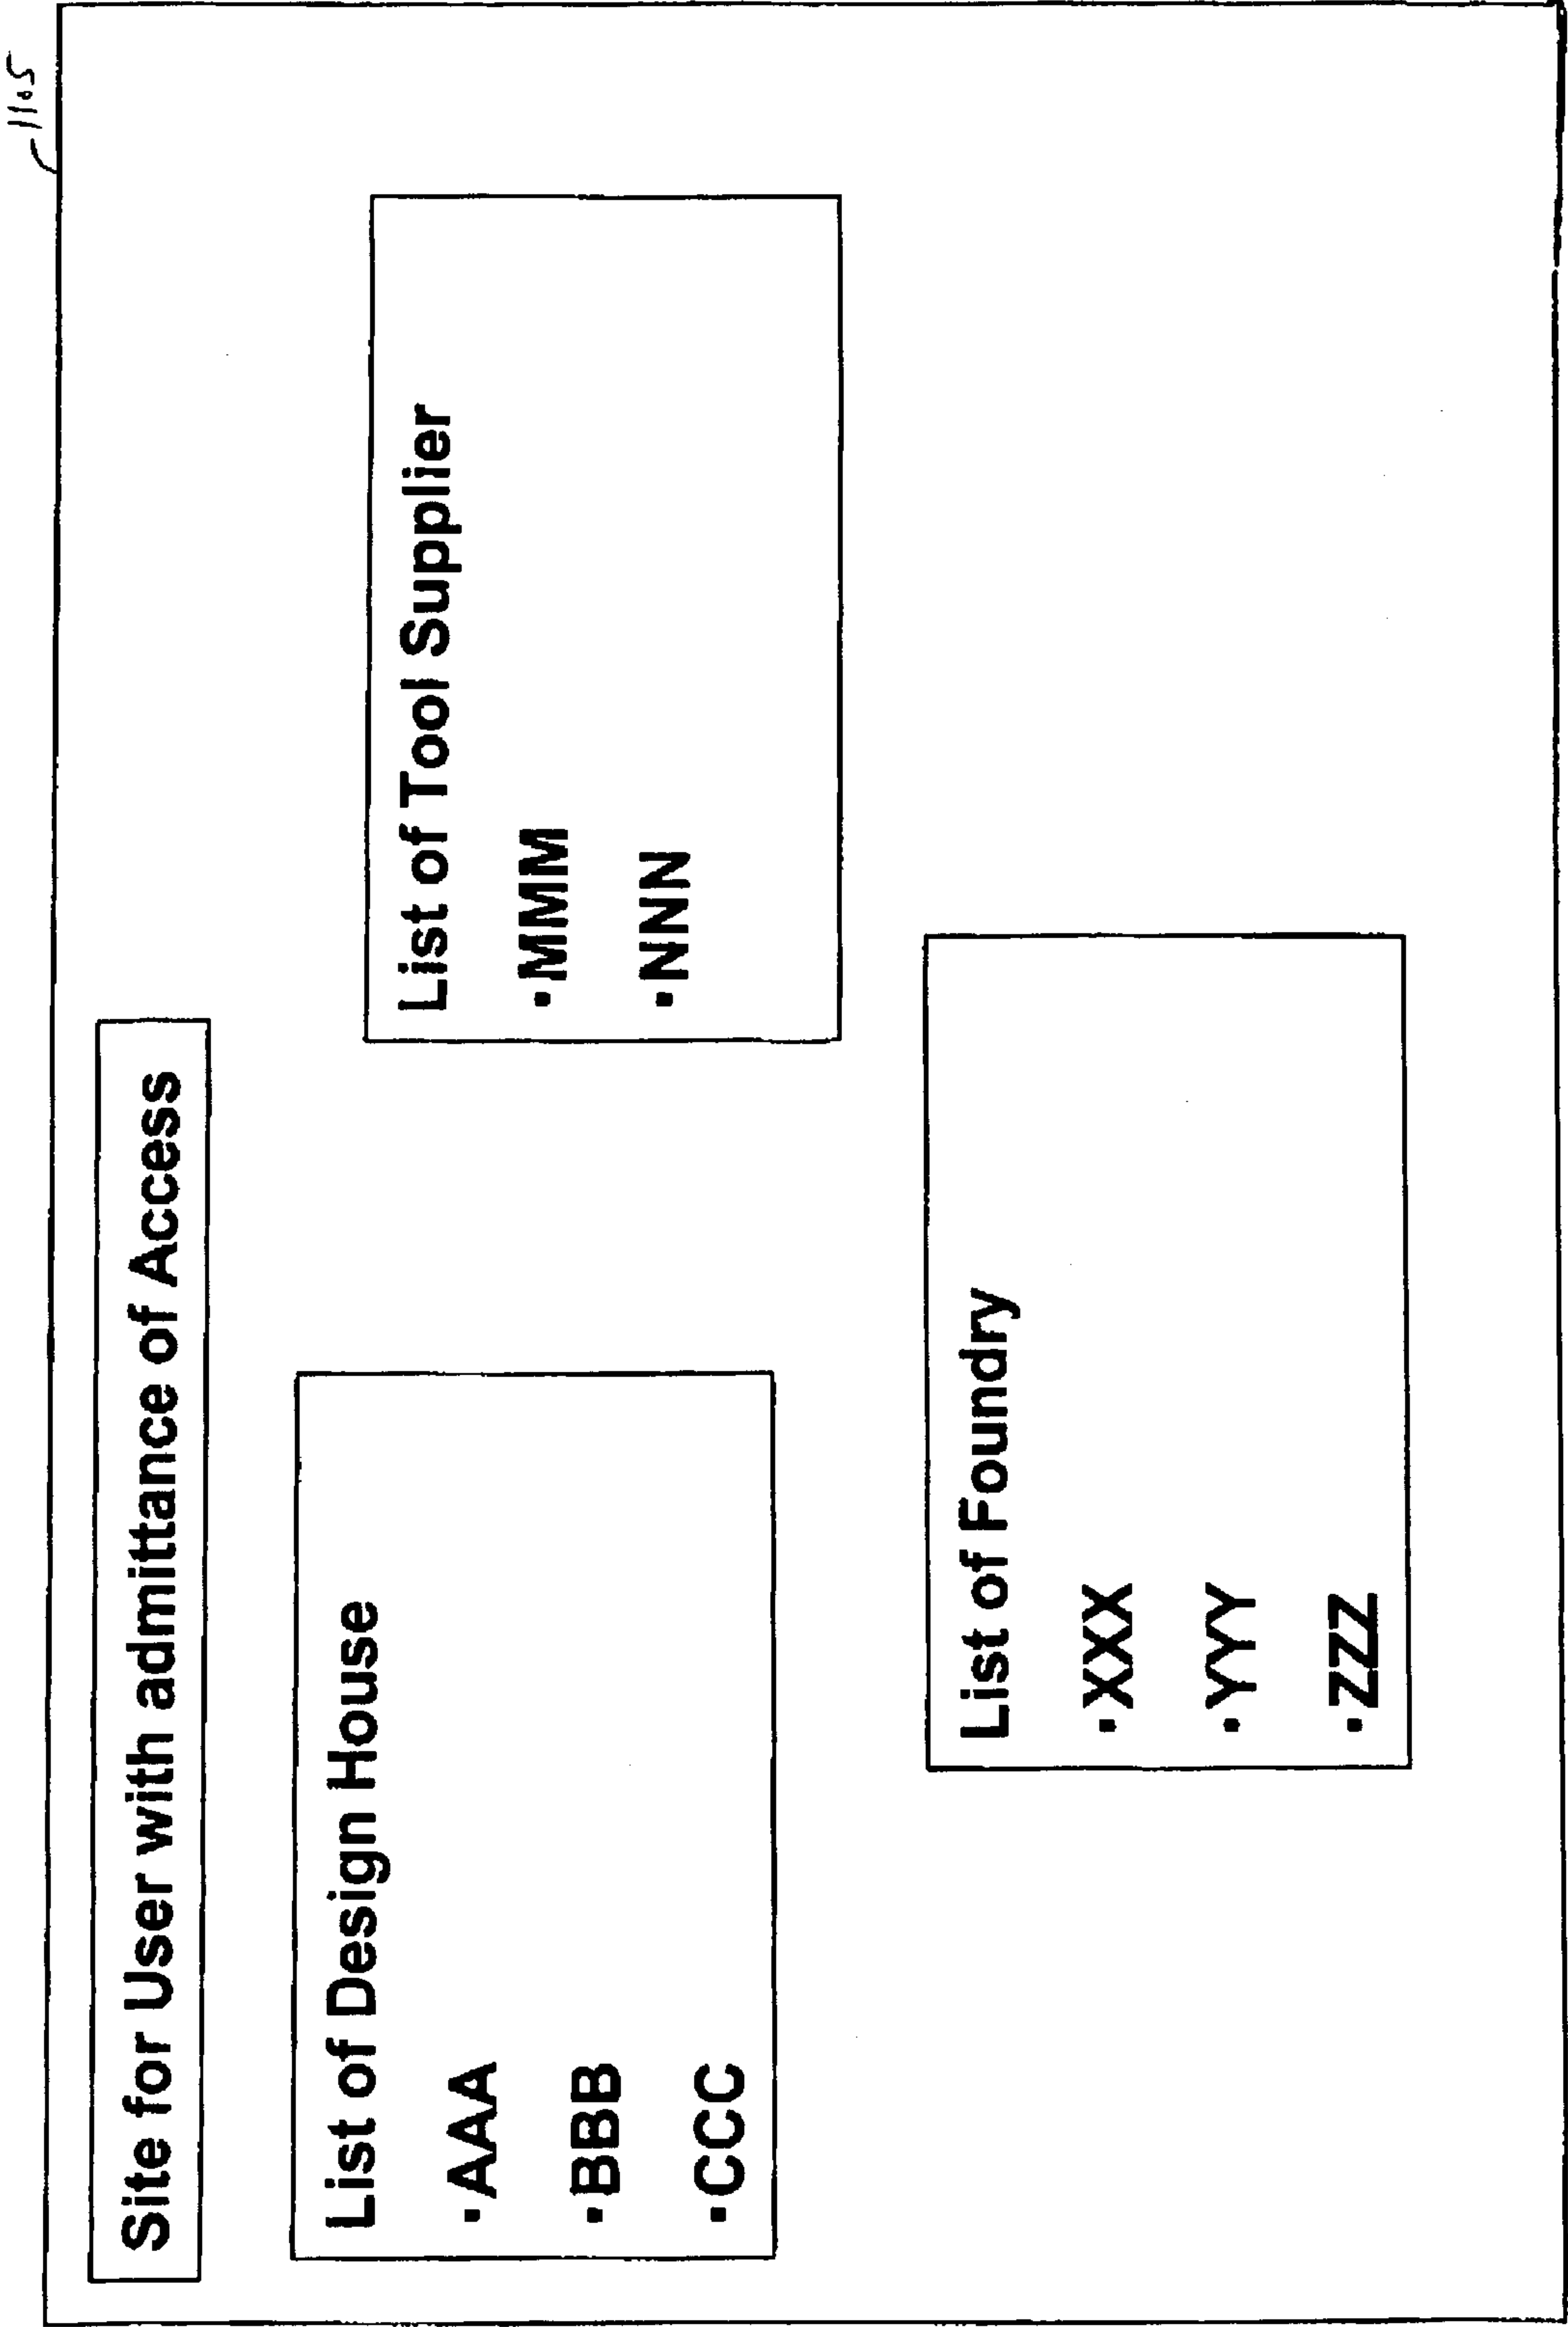 1105
Site for User with admittance of Access
List of Design House
•AAA
•BBB
•CCC
List of Tool Supplier
•MMM
•NNN
List of Foundry
•XXX
•YYY
•ZZZ